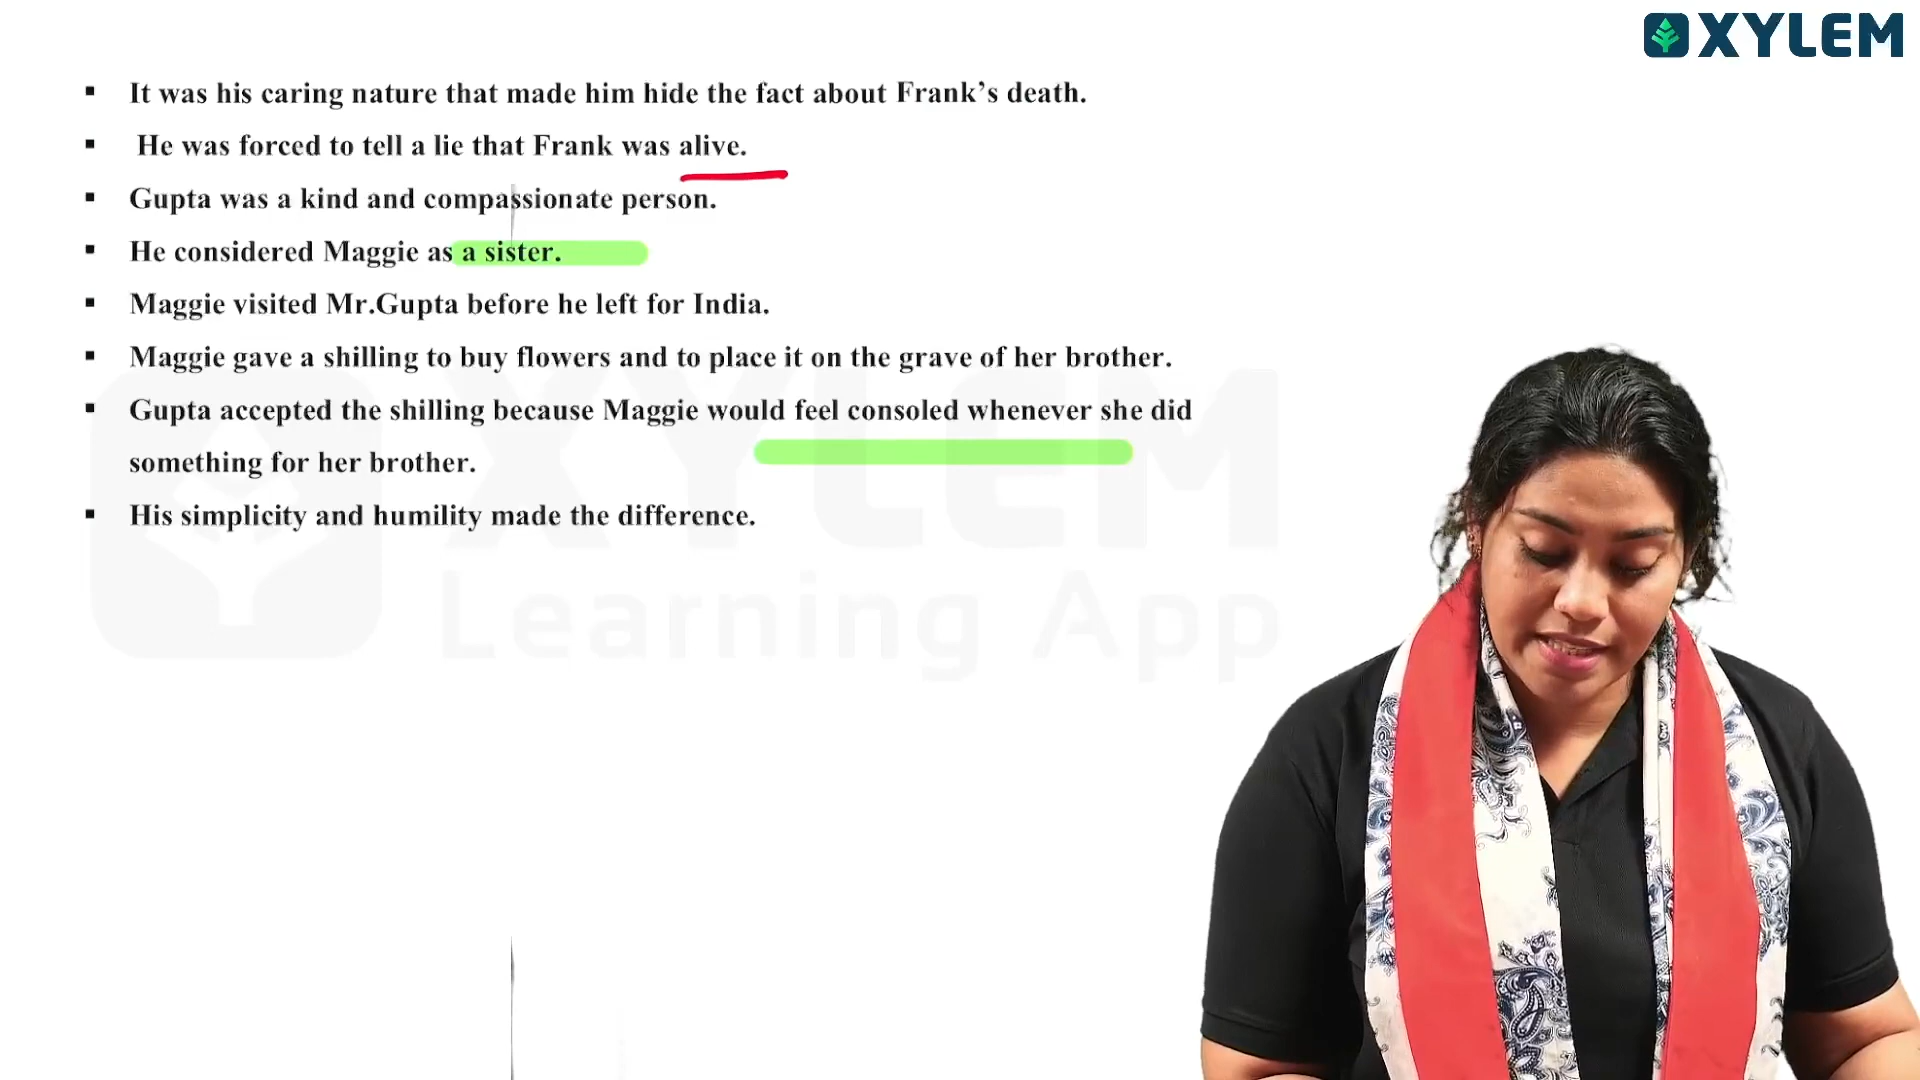 XYLEM
▪ It was his caring nature that made him hide the fact about Frank’s death.
▪ He was forced to tell a lie that Frank was alive.
▪ Gupta was a kind and compassionate person.
▪ He considered Maggie as a sister.
▪ Maggie visited Mr.Gupta before he left for India.
▪ Maggie gave a shilling to buy flowers and to place it on the grave of her brother.
▪ Gupta accepted the shilling because Maggie would feel consoled whenever she did
something for her brother.
▪ His simplicity and humility made the difference.
XYLEM
Learning App